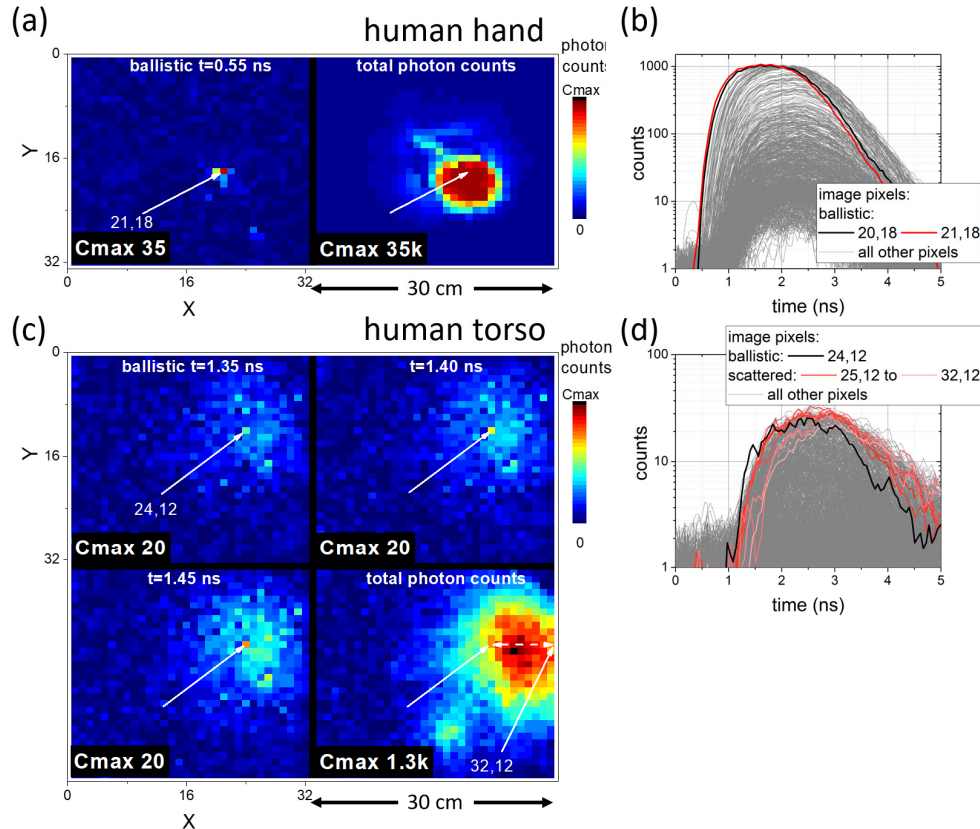 (a)
human hand
photon
counts
Cmax
0
0
16
32
Y
ballistic t=0.55 ns
21,18
Cmax 35
total photon counts
Cmax 35k
0
16
32
X
30 cm
(b)
1000
100
10
1
counts
image pixels:
ballistic:
20,18 21,18
all other pixels
0 1 2 3 4 5
time (ns)
(c)
human torso
photon
counts
Cmax
0
0
16
32
Y
ballistic t=1.35 ns
24,12
Cmax 20
t=1.40 ns
Cmax 20
t=1.45 ns
Cmax 20
total photon counts
Cmax 1.3k
32,12
0
16
32
X
30 cm
(d)
image pixels:
ballistic: 24,12
scattered: 25,12 to 32,12
all other pixels
100
10
1
counts
0 1 2 3 4 5
time (ns)